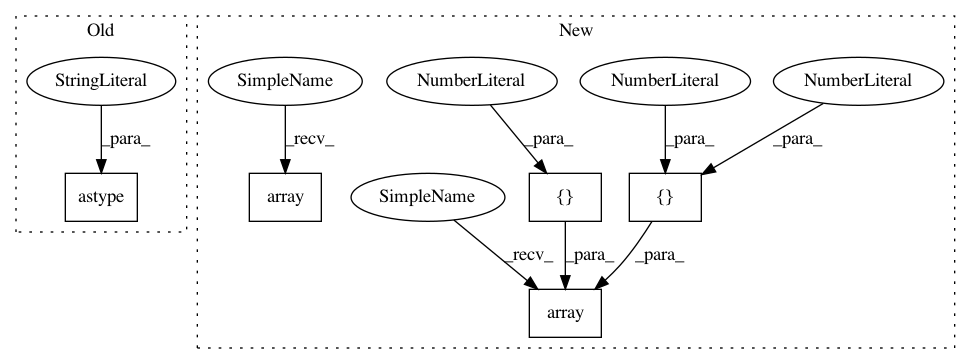 Old
New
StringLiteral
SimpleName
NumberLiteral
NumberLiteral
NumberLiteral
_para_
_recv_
_para_
_para_
_para_
astype
array
SimpleName
{}
{}
_recv_
_para_
_para_
array